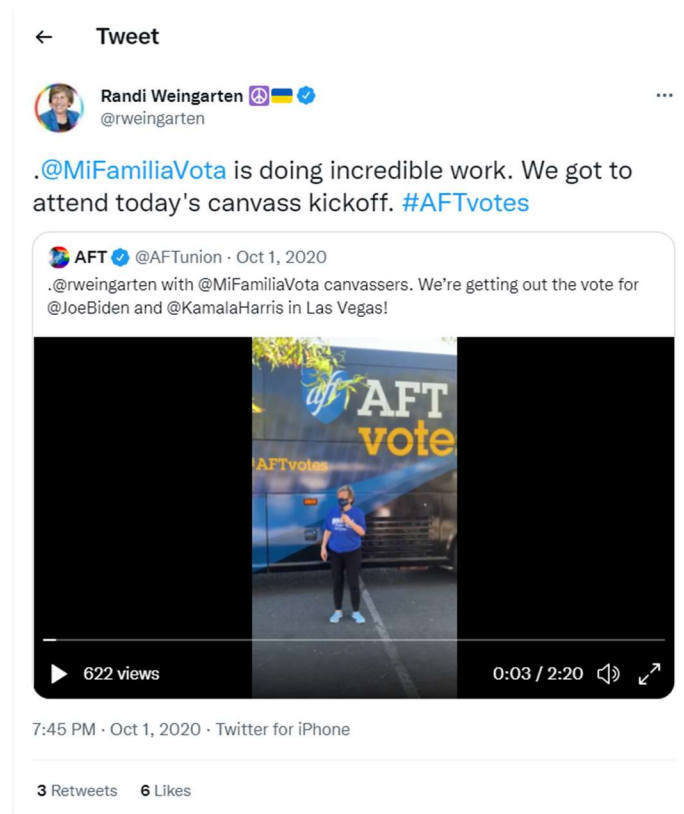 Tweet
Randi Weingarten
@rweingarten
.@MiFamiliaVota is doing incredible work. We got to
attend today's canvass kickoff. #AFTvotes
AFT @AFTunion · Oct 1, 2020
.@rweingarten with @MiFamiliaVota canvassers. We're getting out the vote for
@JoeBiden and @KamalaHarris in Las Vegas!
aft AFT
vote
#AFTvotes
622 views 0:03 / 2:20
7:45 PM · Oct 1, 2020 · Twitter for iPhone
3 Retweets 6 Likes